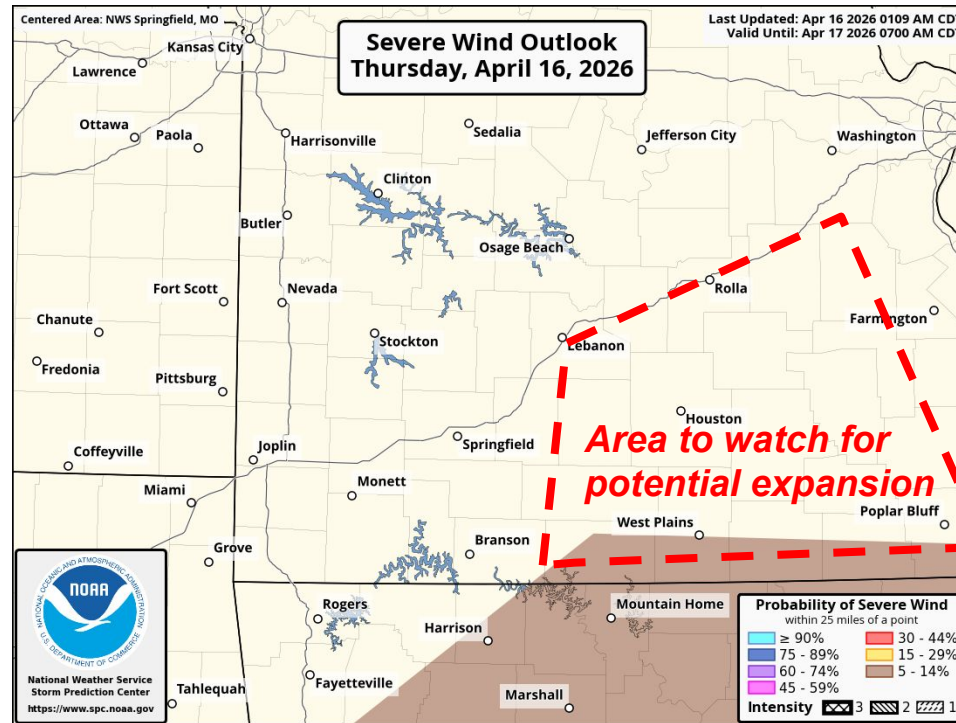 Centered Area: NWS Springfield, MO
Last Updated: Apr 16 2026 0109 AM CDT
Valid Until: Apr 17 2026 0700 AM CDT
Severe Wind Outlook
Thursday, April 16, 2026
Kansas City
Lawrence
Ottawa
Paola
Harrisonville
Sedalia
Jefferson City
Washington
Clinton
Butler
Osage Beach
Fort Scott
Nevada
Rolla
Chanute
Farmington
Stockton
Lebanon
Fredonia
Pittsburg
Houston
Springfield
Area to watch for
potential expansion
Coffeyville
Joplin
Miami
Monett
West Plains
Poplar Bluff
Grove
Branson
Rogers
Mountain Home
Harrison
Fayetteville
Tahlequah
Marshall
NATIONAL OCEANIC AND ATMOSPHERIC ADMINISTRATION
NOAA
U.S. DEPARTMENT OF COMMERCE
National Weather Service
Storm Prediction Center
https://www.spc.noaa.gov
Probability of Severe Wind
within 25 miles of a point
≥ 90%
30 - 44%
75 - 89%
15 - 29%
60 - 74%
5 - 14%
45 - 59%
Intensity 3 2 1